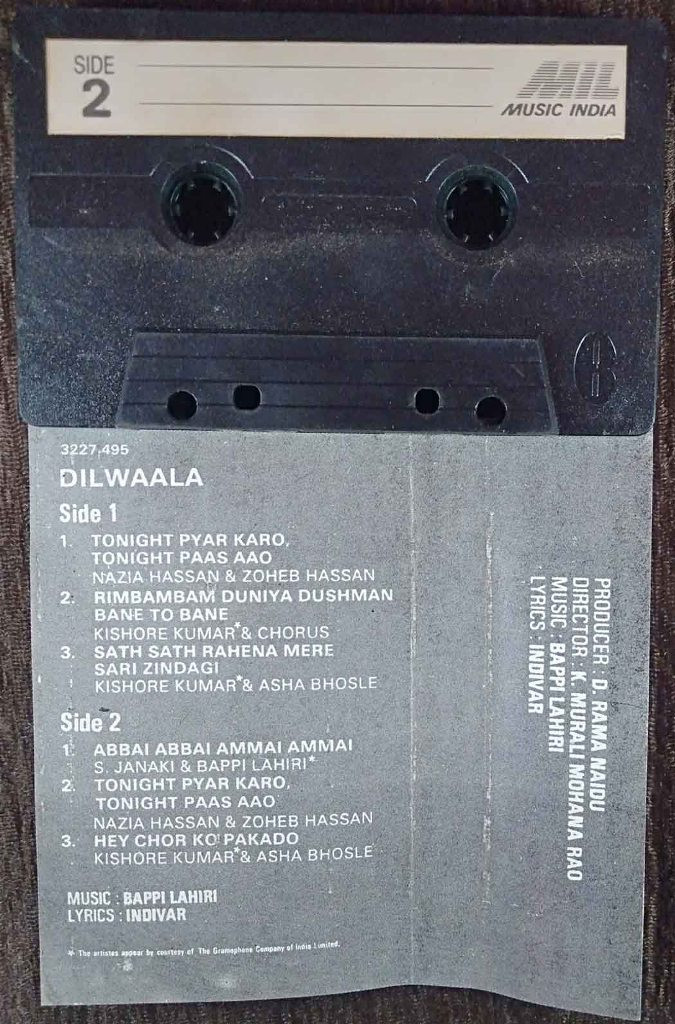 SIDE
2
MIL
MUSIC INDIA
3227,495
DILWAALA
Side 1
1. TONIGHT PYAR KARO,
TONIGHT PAAS AAO
NAZIA HASSAN & ZOHEB HASSAN
2. RIMBAMBAM DUNIYA DUSHMAN
BANE TO BANE
KISHORE KUMAR*& CHORUS
3. SATH SATH RAHENA MERE
SARI ZINDAGI
KISHORE KUMAR*& ASHA BHOSLE
Side 2
1. ABBAI ABBAI AMMAI AMMAI
S. JANAKI & BAPPI LAHIRI*
2. TONIGHT PYAR KARO,
TONIGHT PAAS AAO
NAZIA HASSAN & ZOHEB HASSAN
3. HEY CHOR KO PAKADO
KISHORE KUMAR*& ASHA BHOSLE
MUSIC : BAPPI LAHIRI
LYRICS : INDIVAR
* The artistes appear by courtesy of The Gramophone Company of India Limited.
PRODUCER : D. RAMA NAIDU
DIRECTOR : K. MURALI MOHANA RAO
MUSIC : BAPPI LAHIRI
LYRICS : INDIVAR